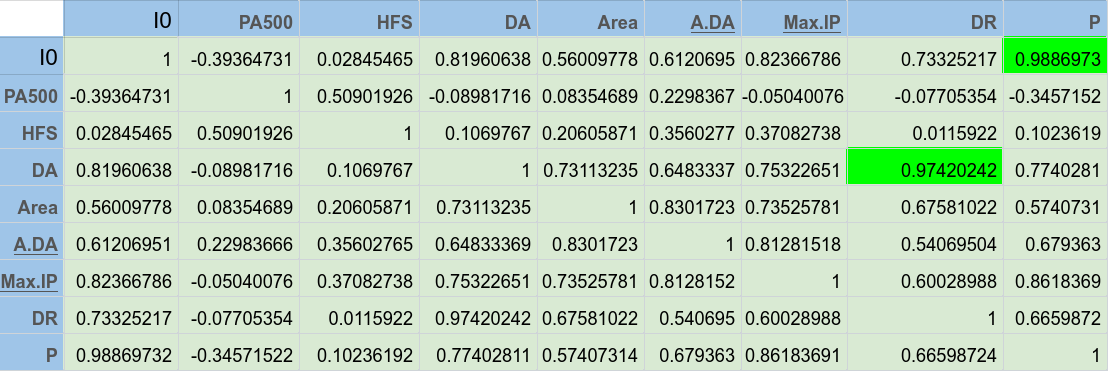 I0 PA500 HFS DA Area A.DA Max.IP DR P
I0 1 -0.39364731 0.02845465 0.81960638 0.56009778 0.6120695 0.82366786 0.73325217 0.9886973
PA500 -0.39364731 1 0.50901926 -0.08981716 0.08354689 0.2298367 -0.05040076 -0.07705354 -0.3457152
HFS 0.02845465 0.50901926 1 0.1069767 0.20605871 0.3560277 0.37082738 0.0115922 0.1023619
DA 0.81960638 -0.08981716 0.1069767 1 0.73113235 0.6483337 0.75322651 0.97420242 0.7740281
Area 0.56009778 0.08354689 0.20605871 0.73113235 1 0.8301723 0.73525781 0.67581022 0.5740731
A.DA 0.61206951 0.22983666 0.35602765 0.64833369 0.8301723 1 0.81281518 0.54069504 0.679363
Max.IP 0.82366786 -0.05040076 0.37082738 0.75322651 0.73525781 0.8128152 1 0.60028988 0.8618369
DR 0.73325217 -0.07705354 0.0115922 0.97420242 0.67581022 0.540695 0.60028988 1 0.6659872
P 0.98869732 -0.34571522 0.10236192 0.77402811 0.57407314 0.679363 0.86183691 0.66598724 1